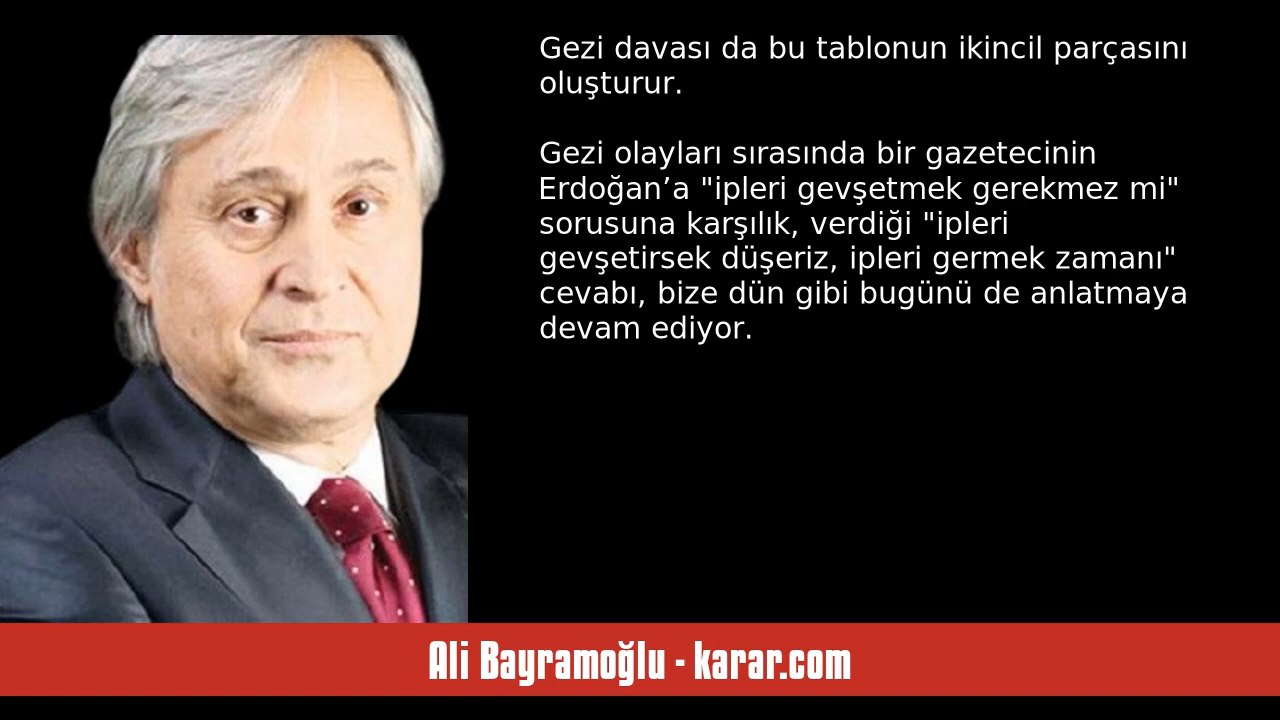 Gezi davası da bu tablonun ikincil parçasını
oluşturur.
Gezi olayları sırasında bir gazetecinin
Erdoğan’a "ipleri gevşetmek gerekmez mi"
sorusuna karşılık, verdiği "ipleri
gevşetirsek düşeriz, ipleri germek zamanı"
cevabı, bize dün gibi bugünü de anlatmaya
devam ediyor.
Ali Bayramoğlu - karar.com